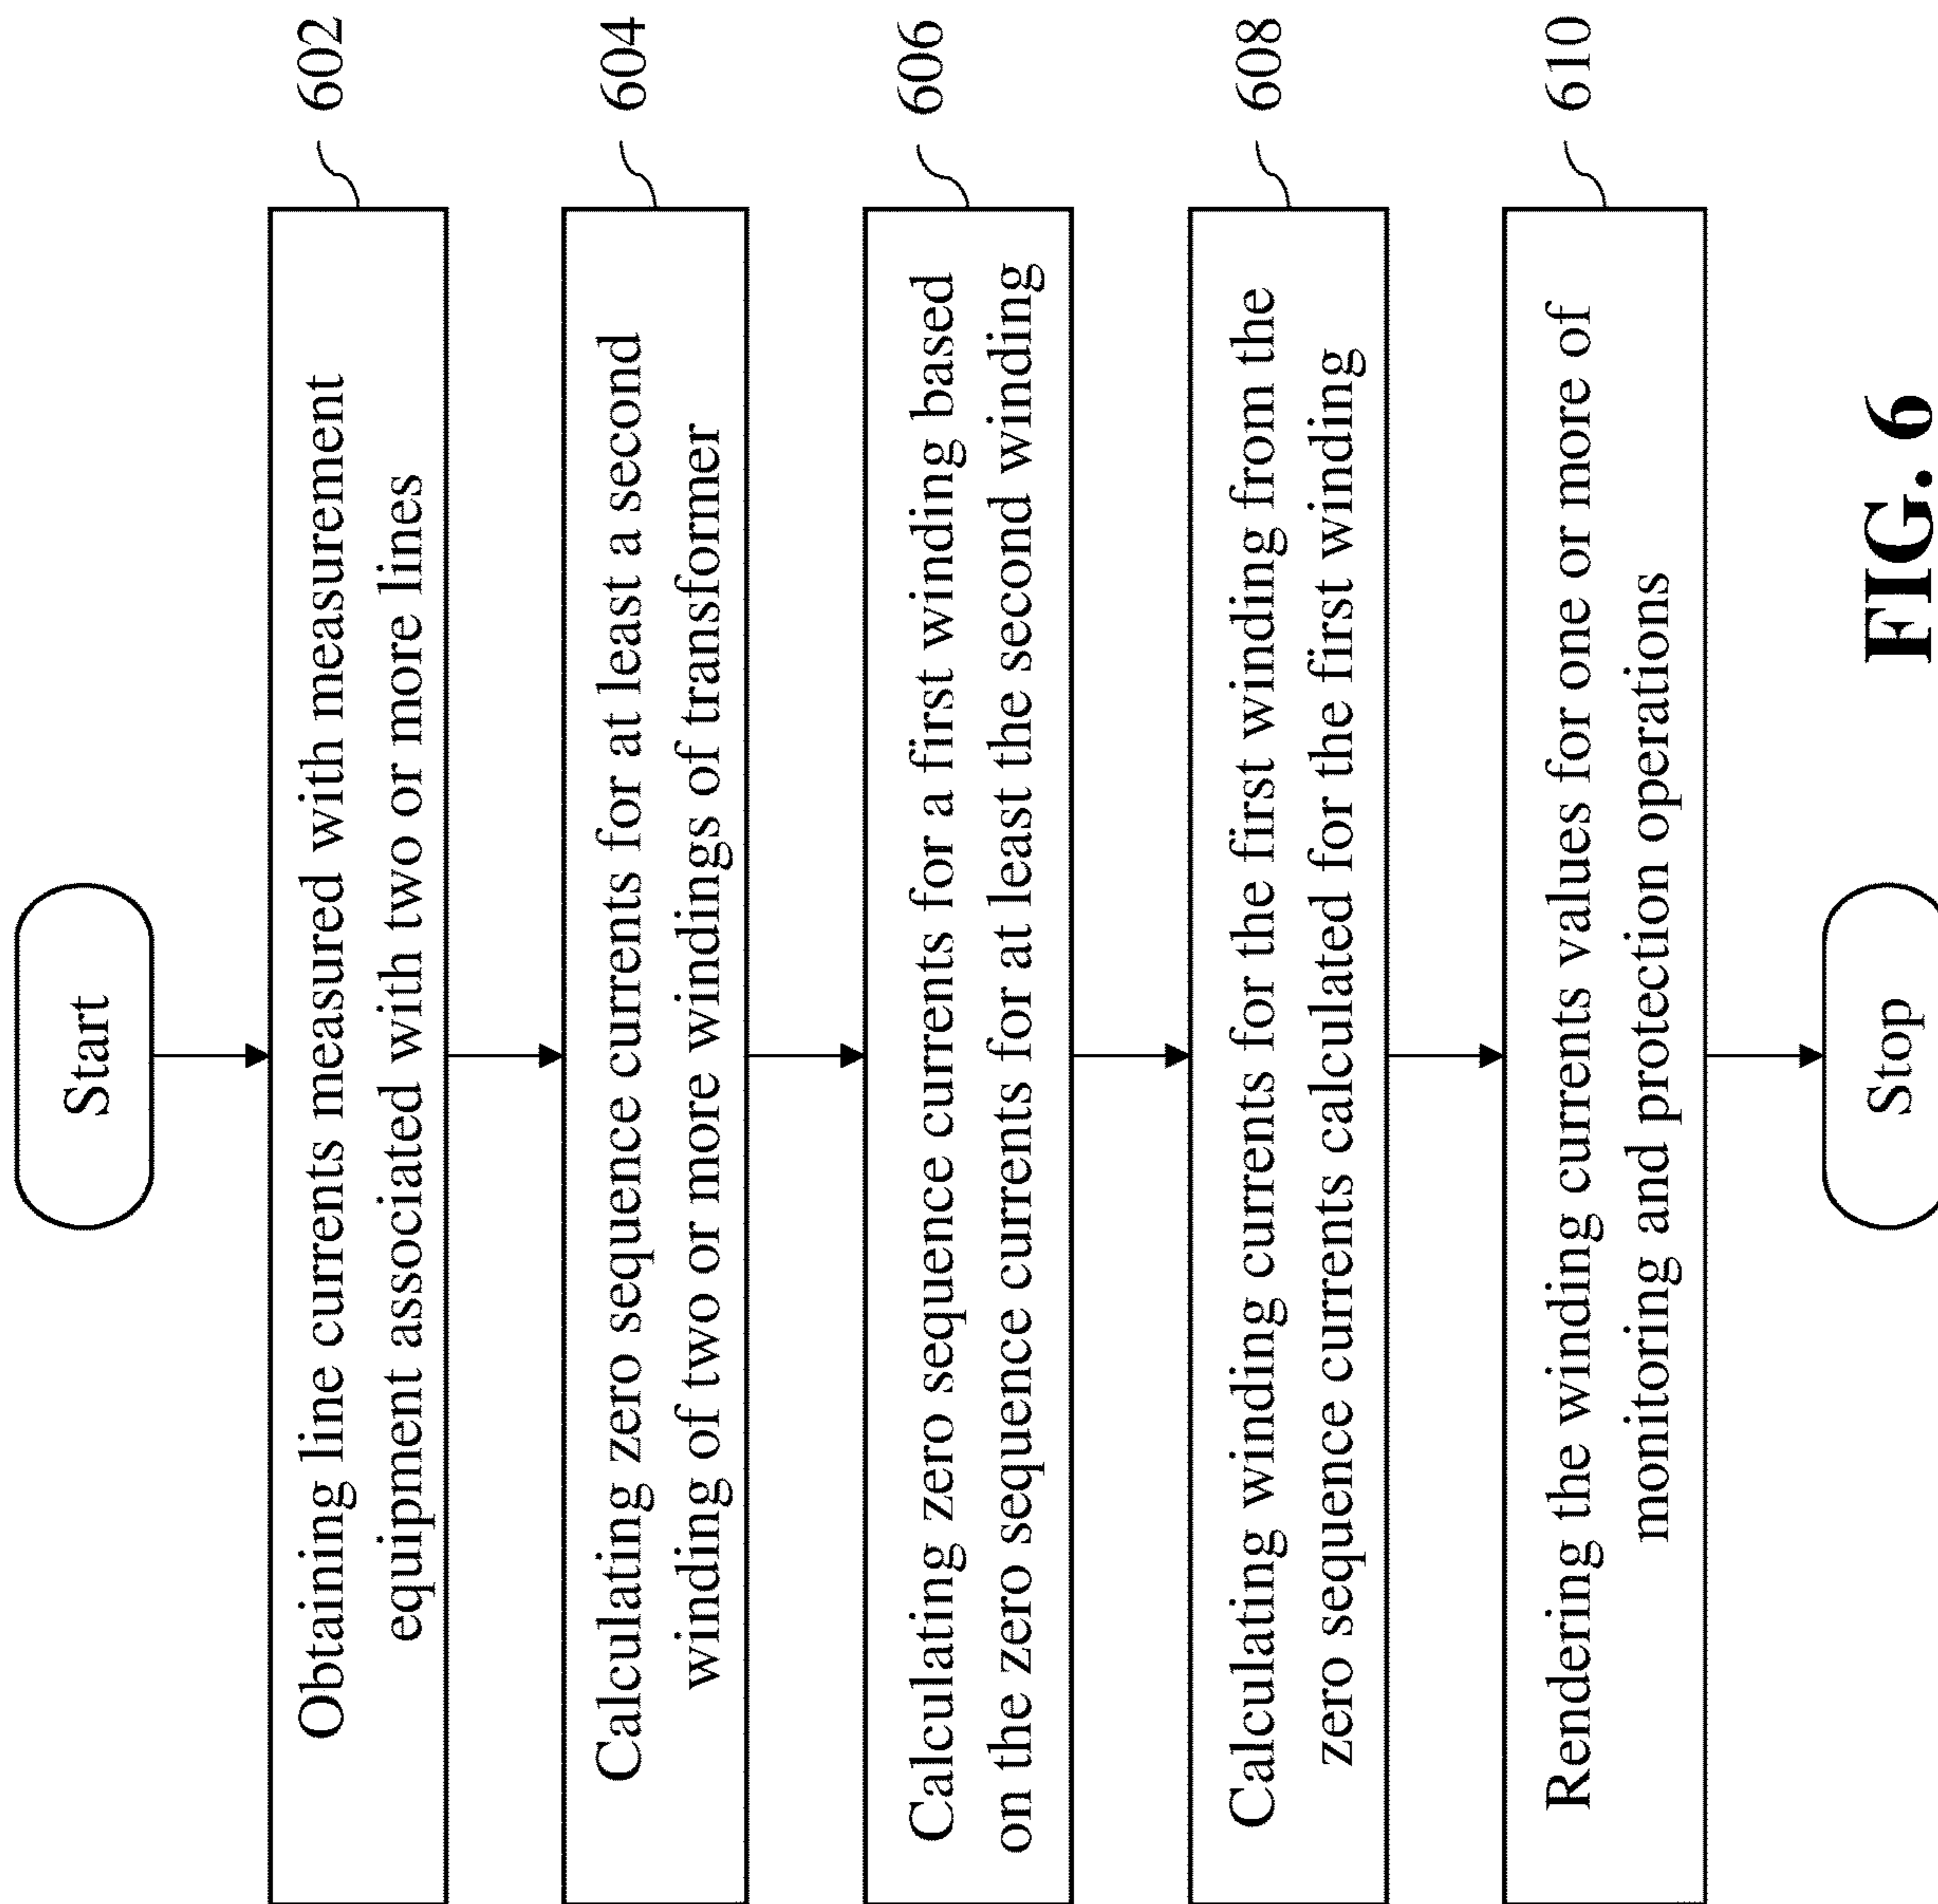 Start
Obtaining line currents measured with measurement
equipment associated with two or more lines
602
Calculating zero sequence currents for at least a second
winding of two or more windings of transformer
604
Calculating zero sequence currents for a first winding based
on the zero sequence currents for at least the second winding
606
Calculating winding currents for the first winding from the
zero sequence currents calculated for the first winding
608
Rendering the winding currents values for one or more of
monitoring and protection operations
610
Stop
FIG. 6